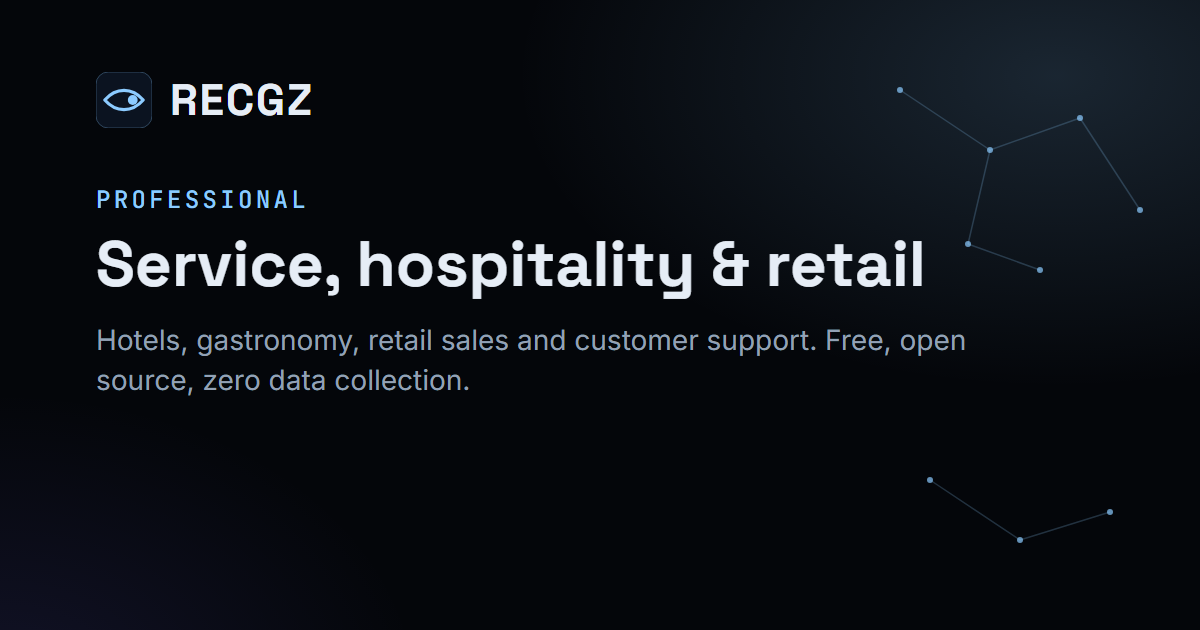 RECGZ
PROFESSIONAL
Service, hospitality & retail
Hotels, gastronomy, retail sales and customer support. Free, open
source, zero data collection.